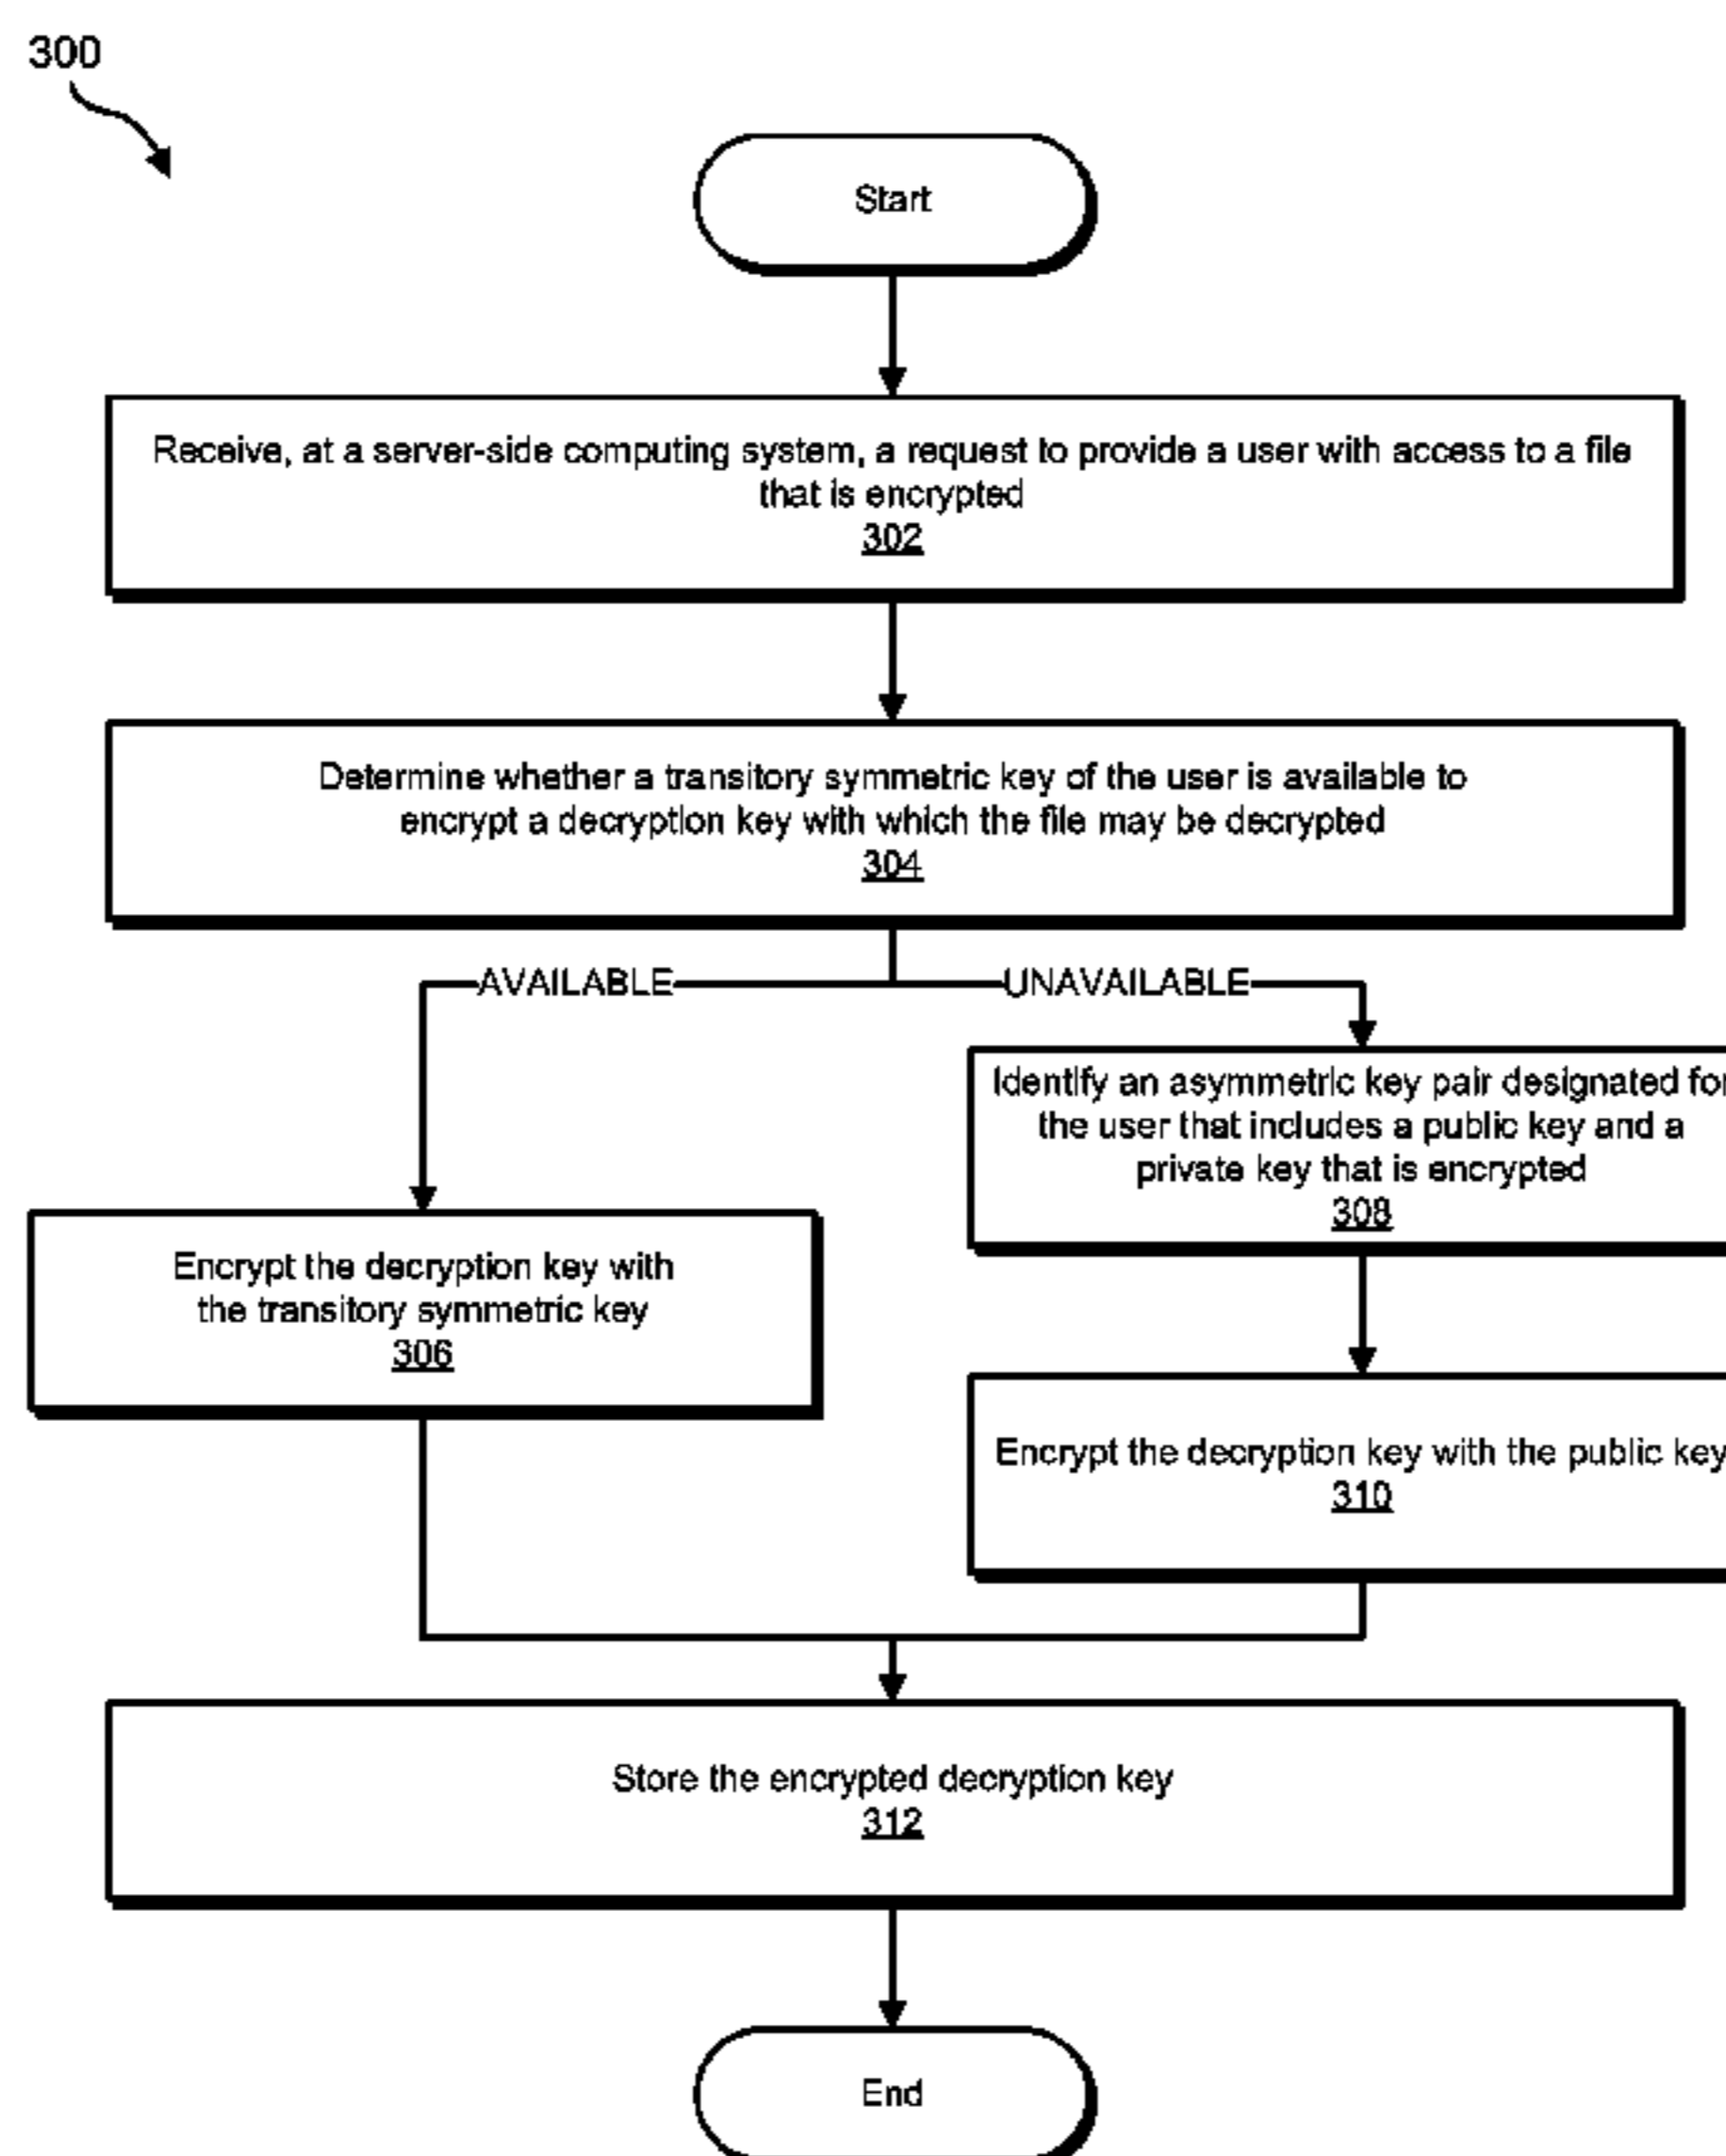 300
Start
Receive, at a server-side computing system, a request to provide a user with access to a file
that is encrypted
302
Determine whether a transitory symmetric key of the user is available to
encrypt a decryption key with which the file may be decrypted
304
AVAILABLE
UNAVAILABLE
Identify an asymmetric key pair designated for
the user that includes a public key and a
private key that is encrypted
308
Encrypt the decryption key with
the transitory symmetric key
306
Encrypt the decryption key with the public key
310
Store the encrypted decryption key
312
End